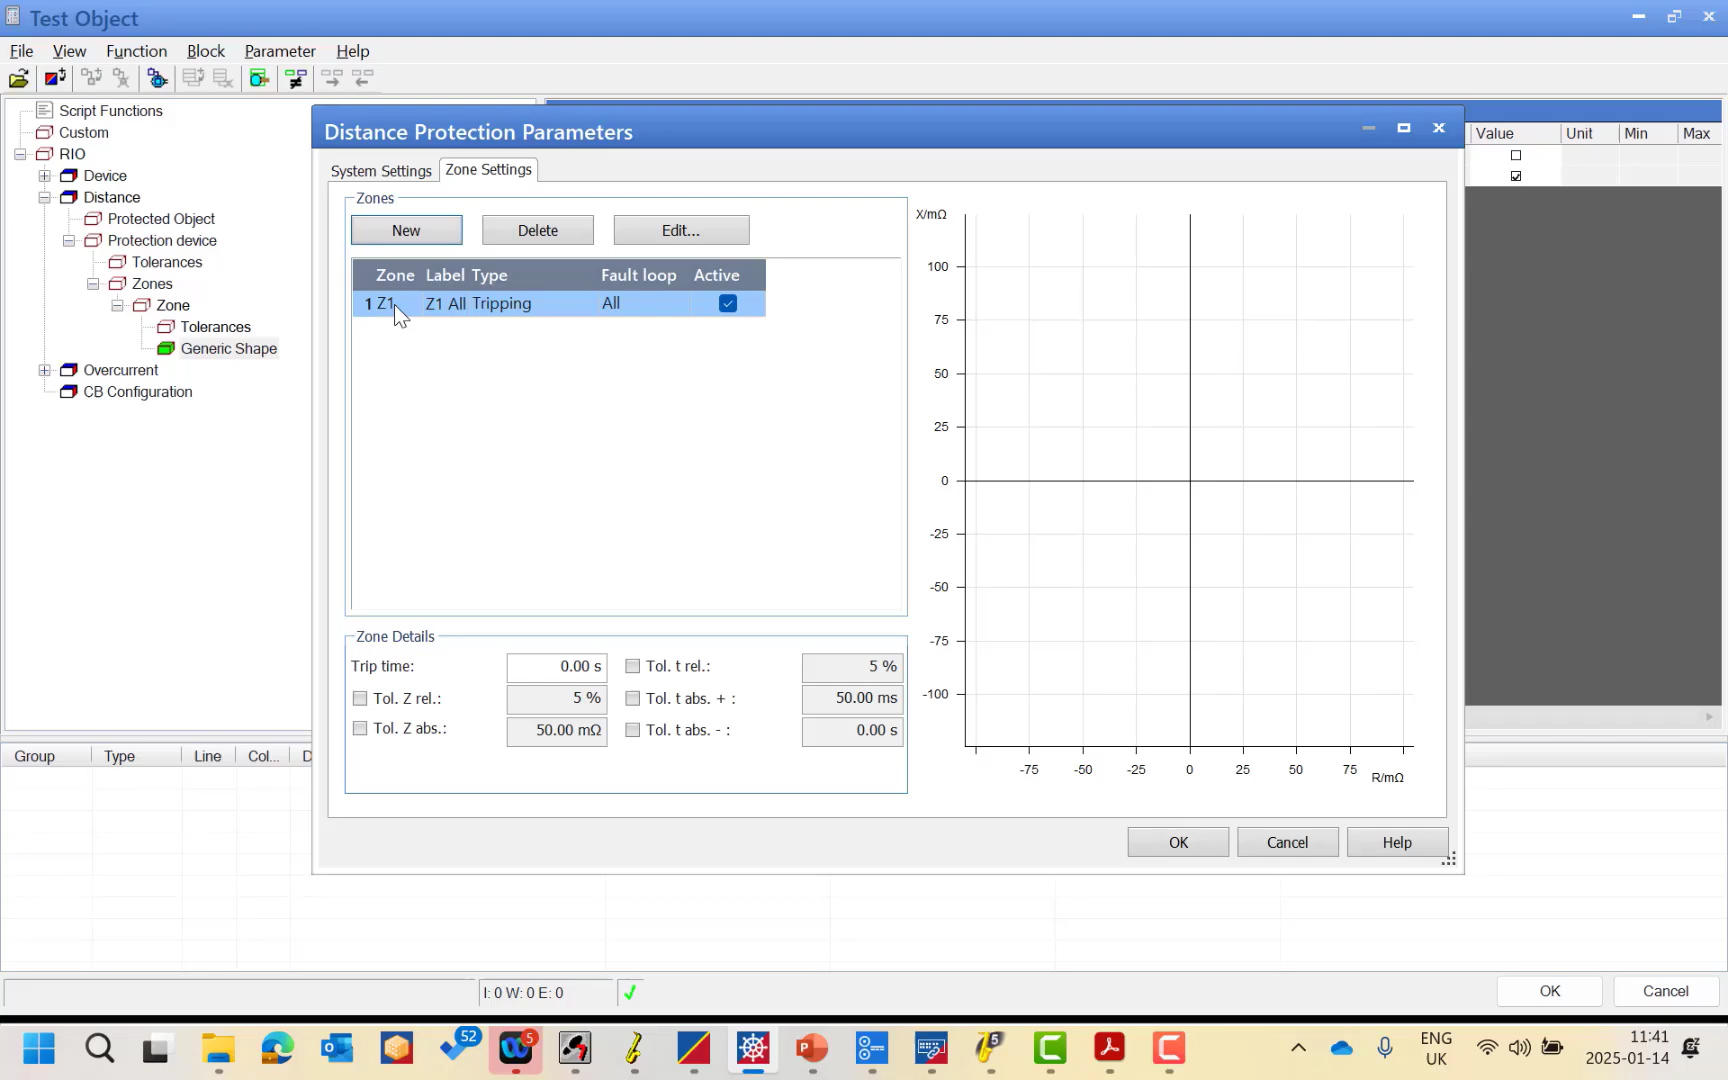 Test Object
File View Function Block Parameter Help
Script Functions
Custom
RIO
Device
Distance
Protected Object
Protection device
Tolerances
Zones
Zone
Tolerances
Generic Shape
Overcurrent
CB Configuration
Value Unit Min Max
Distance Protection Parameters
System Settings Zone Settings
Zones
New Delete Edit...
Zone Label Type Fault loop Active
1 Z1 Z1 All Tripping All
Zone Details
Trip time: 0.00 s Tol. t rel.: 5 %
Tol. Z rel.: 5 % Tol. t abs. + : 50.00 ms
Tol. Z abs.: 50.00 mΩ Tol. t abs. - : 0.00 s
X/mΩ
100
75
50
25
0
-25
-50
-75
-100
-75 -50 -25 0 25 50 75 R/mΩ
OK Cancel Help
Group Type Line Col... D
I: 0 W: 0 E: 0
OK Cancel
52
5
5
ENG
UK
11:41
2025-01-14